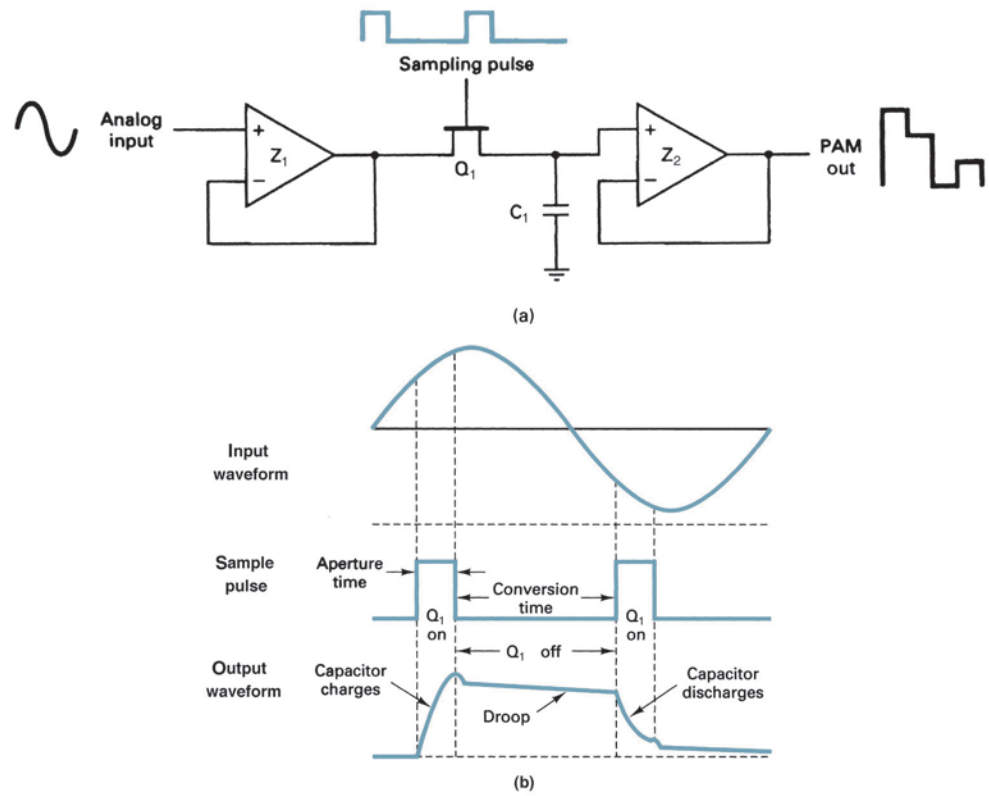 Sampling pulse
Analog
input
+
Z1
−
Q1
C1
+
Z2
−
PAM
out
(a)
Input
waveform
Sample
pulse
Aperture
time
Conversion
time
Q1
on
Q1
on
Q1 off
Output
waveform
Capacitor
charges
Droop
Capacitor
discharges
(b)